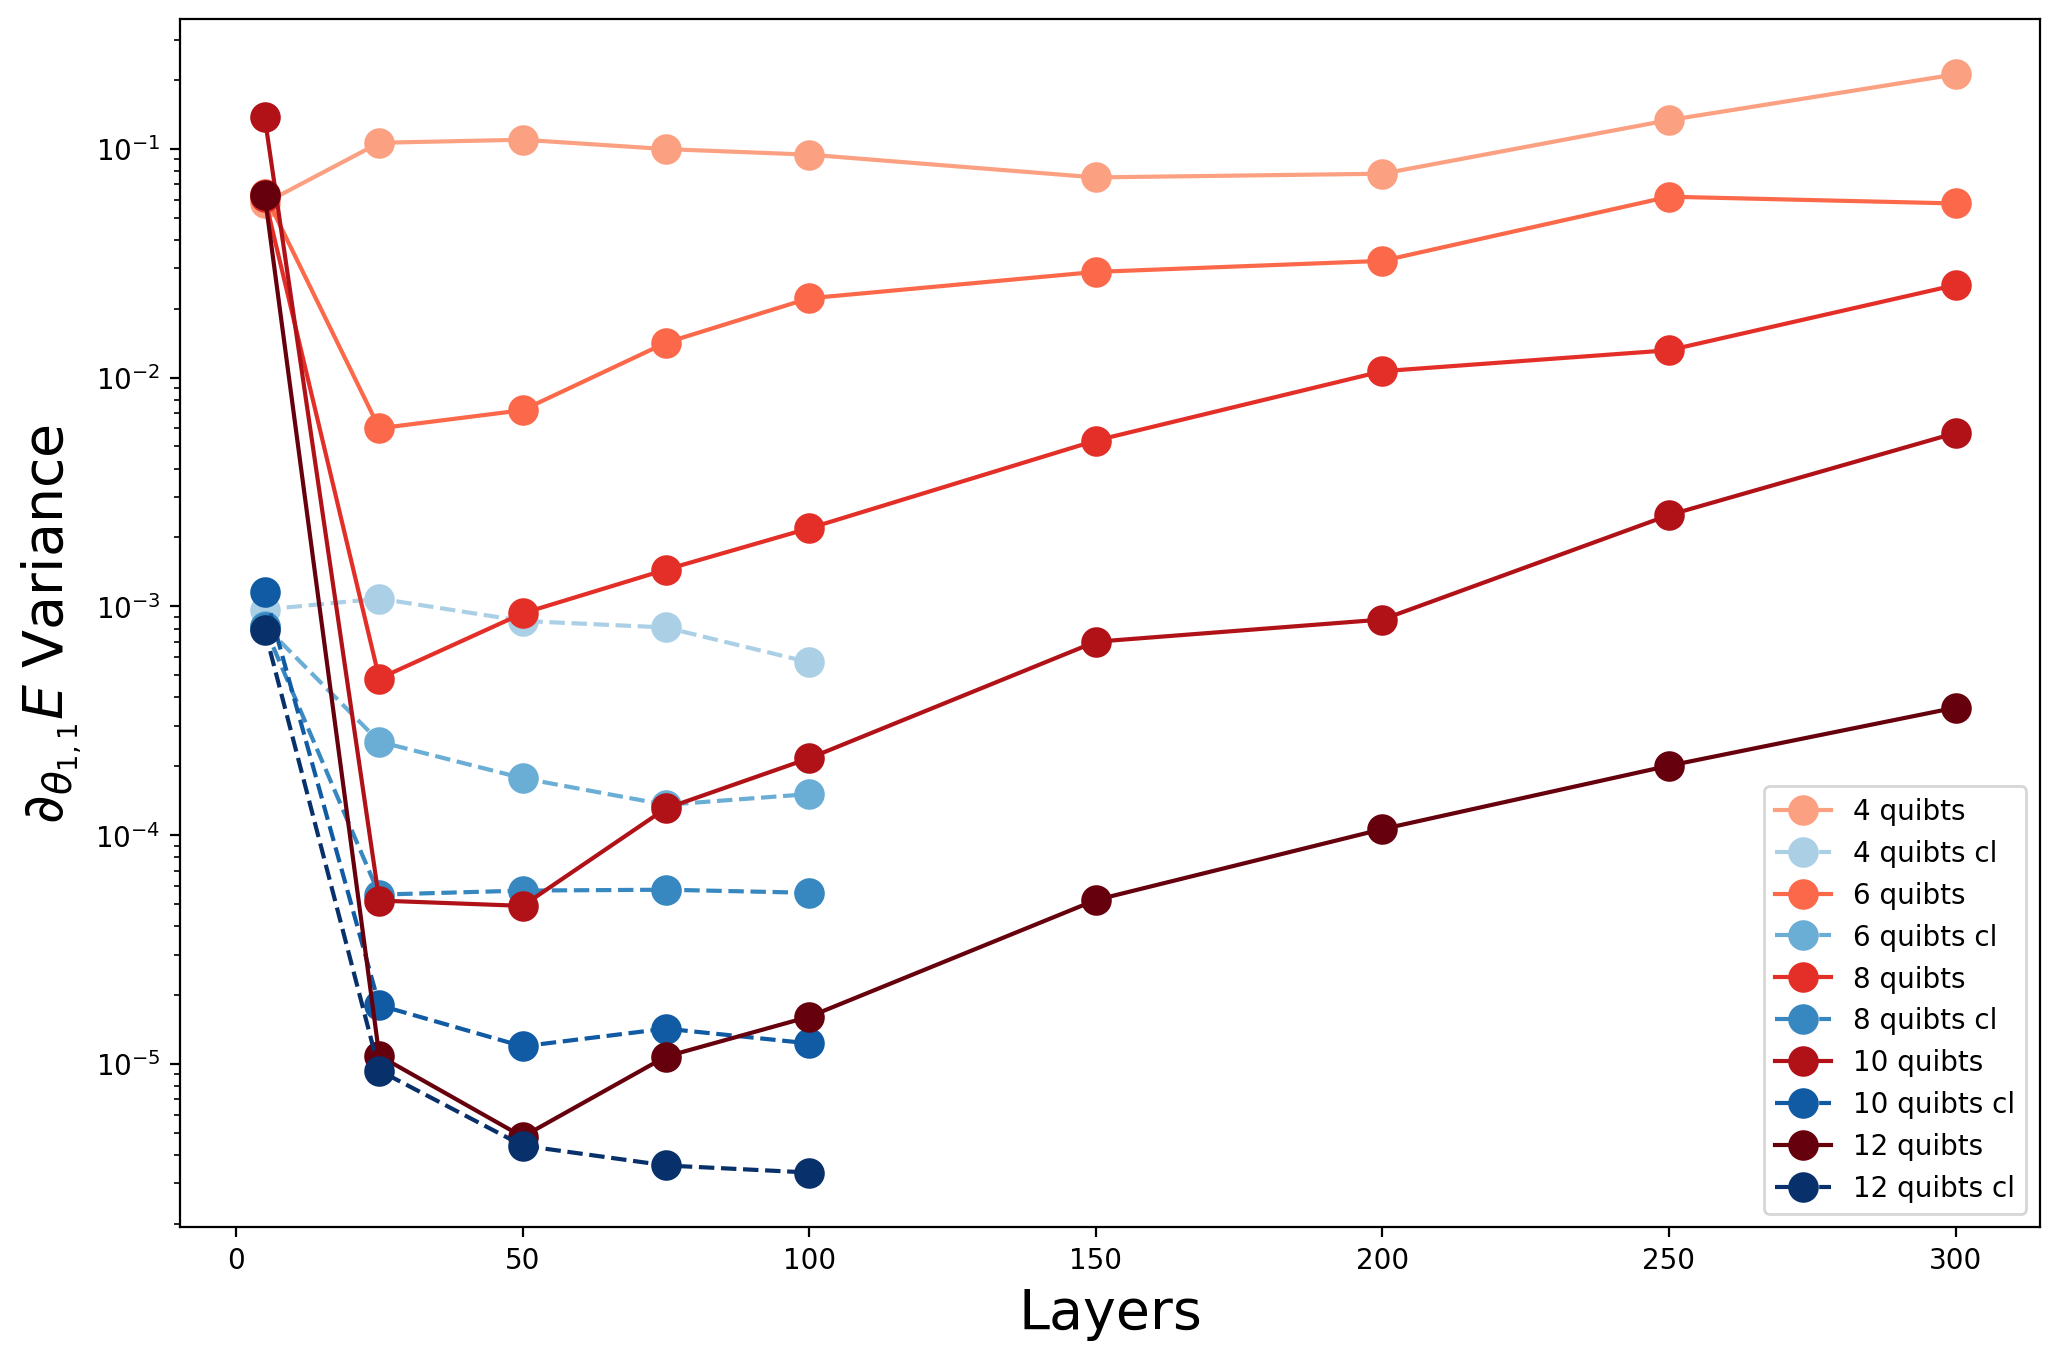 10⁻¹
10⁻²
10⁻³
10⁻⁴
10⁻⁵
∂θ₁,₁E Variance
0 50 100 150 200 250 300
Layers
4 quibts
4 quibts cl
6 quibts
6 quibts cl
8 quibts
8 quibts cl
10 quibts
10 quibts cl
12 quibts
12 quibts cl